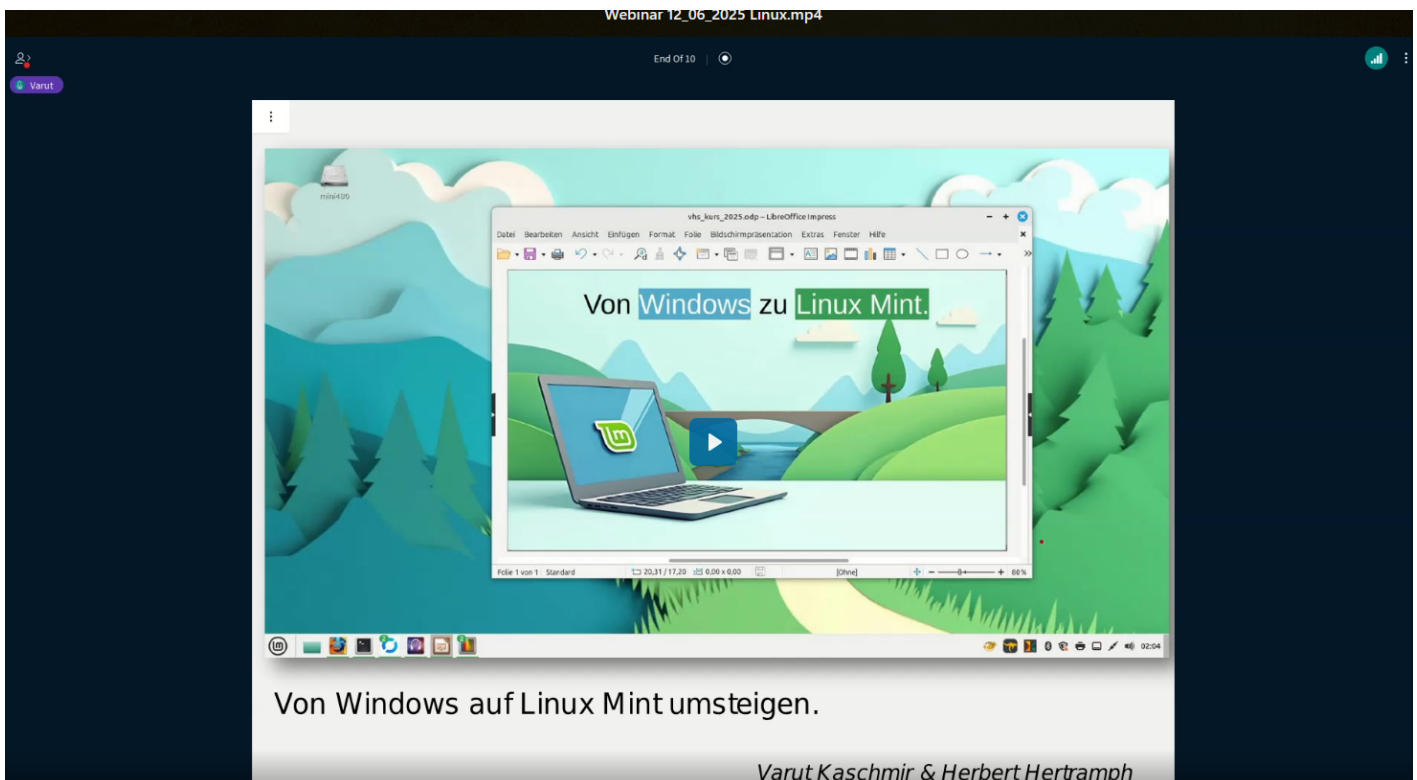 Webinar 12_06_2025 Linux.mp4
End Of 10
Varut
mini400
vhs_kurs_2025.odp – LibreOffice Impress
Datei Bearbeiten Ansicht Einfügen Format Folie Bildschirmpräsentation Extras Fenster Hilfe
Von Windows zu Linux Mint.
Folie 1 von 1 Standard 20,31 / 17,20 0,00 x 0,00 [Ohne] 60%
02:04
Von Windows auf Linux Mint umsteigen.
Varut Kaschmir & Herbert Hertramph